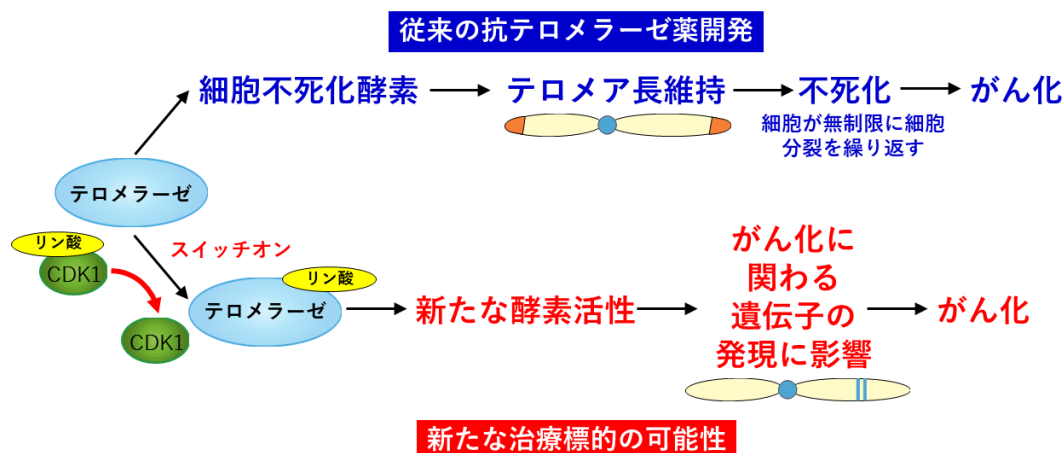 従来の抗テロメラーゼ薬開発
細胞不死化酵素
テロメア長維持
不死化
がん化
細胞が無制限に細胞
分裂を繰り返す
テロメラーゼ
リン酸
CDK1
スイッチオン
CDK1
リン酸
テロメラーゼ
新たな酵素活性
がん化に
関わる
遺伝子の
発現に影響
がん化
新たな治療標的の可能性